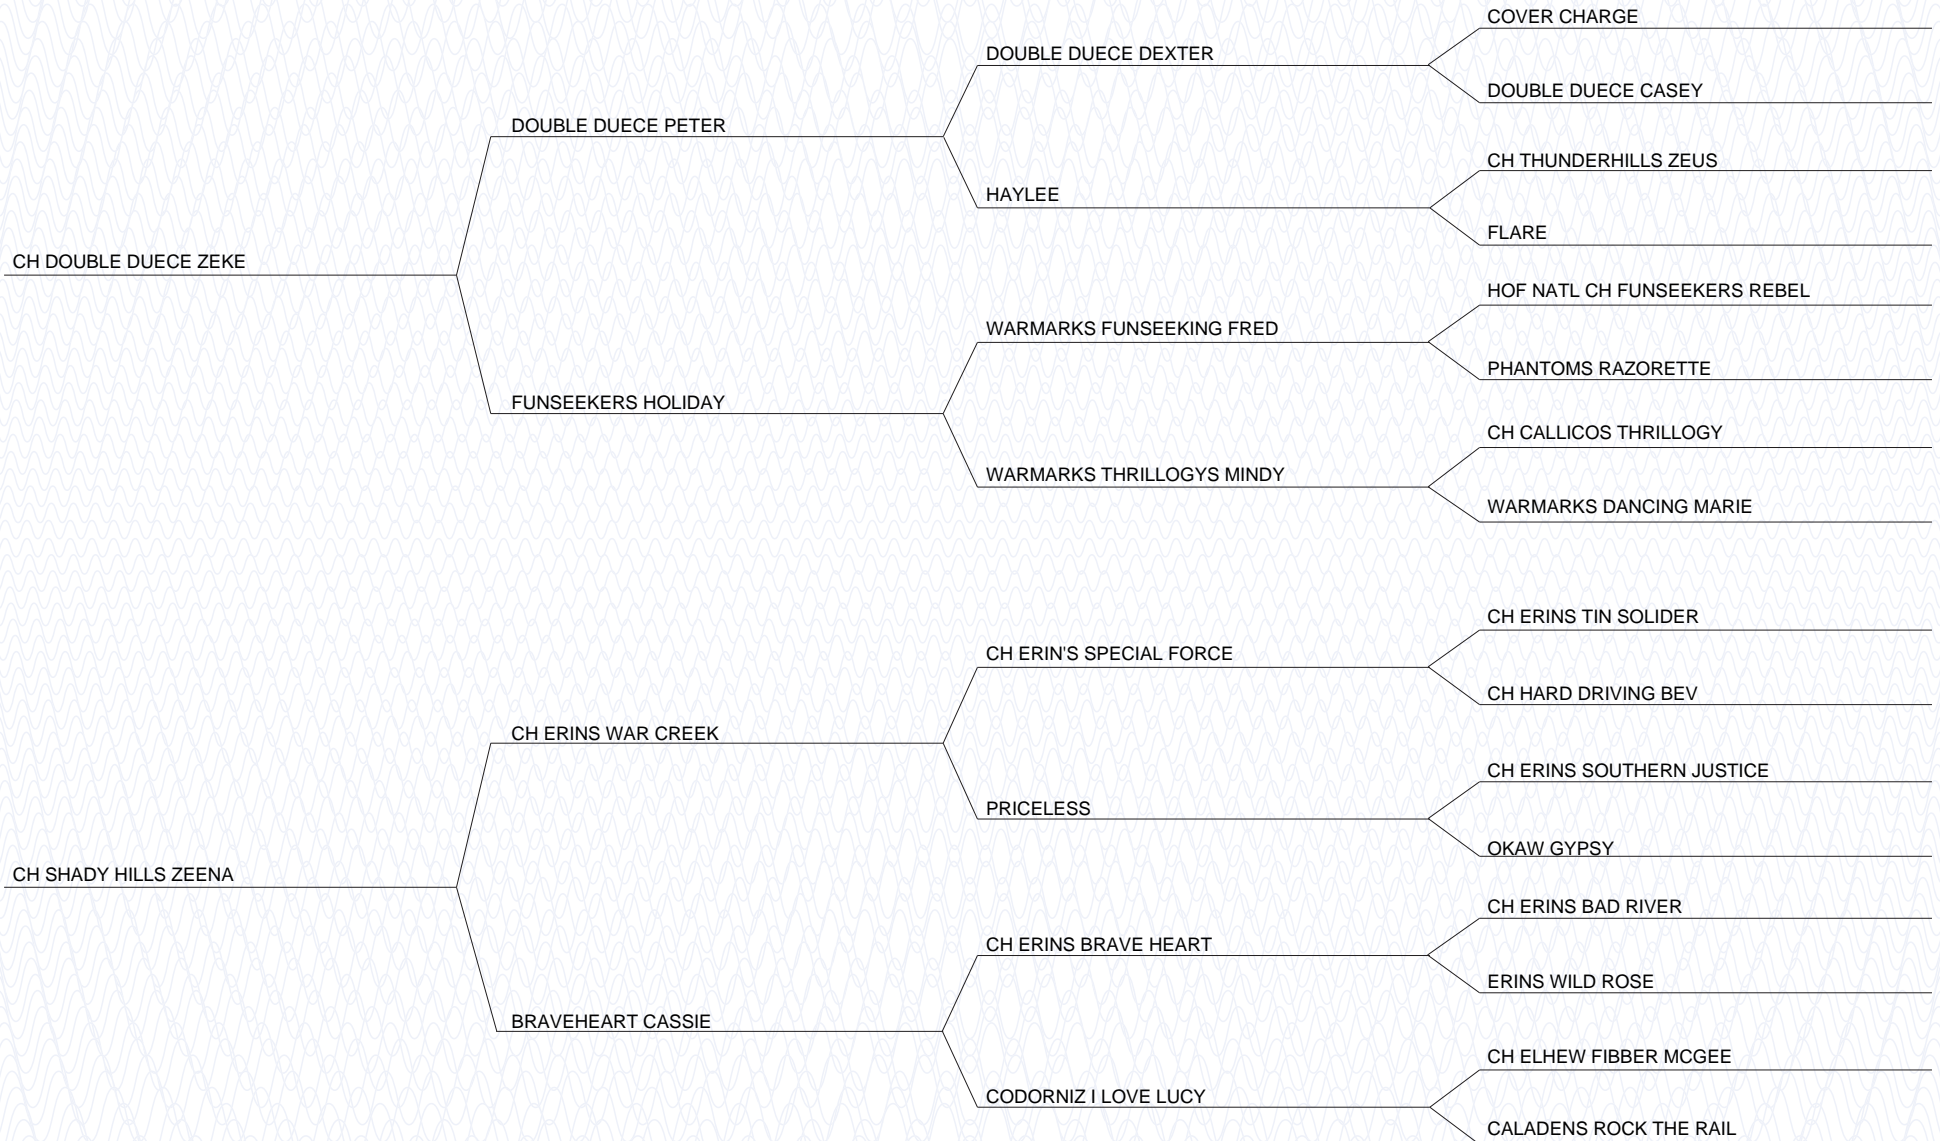 COVER CHARGE
DOUBLE DUECE DEXTER
DOUBLE DUECE CASEY
DOUBLE DUECE PETER
CH THUNDERHILLS ZEUS
HAYLEE
FLARE
CH DOUBLE DUECE ZEKE
HOF NATL CH FUNSEEKERS REBEL
WARMARKS FUNSEEKING FRED
PHANTOMS RAZORETTE
FUNSEEKERS HOLIDAY
CH CALLICOS THRILLOGY
WARMARKS THRILLOGYS MINDY
WARMARKS DANCING MARIE
CH ERINS TIN SOLIDER
CH ERIN'S SPECIAL FORCE
CH HARD DRIVING BEV
CH ERINS WAR CREEK
CH ERINS SOUTHERN JUSTICE
PRICELESS
OKAW GYPSY
CH SHADY HILLS ZEENA
CH ERINS BAD RIVER
CH ERINS BRAVE HEART
ERINS WILD ROSE
BRAVEHEART CASSIE
CH ELHEW FIBBER MCGEE
CODORNIZ I LOVE LUCY
CALADENS ROCK THE RAIL